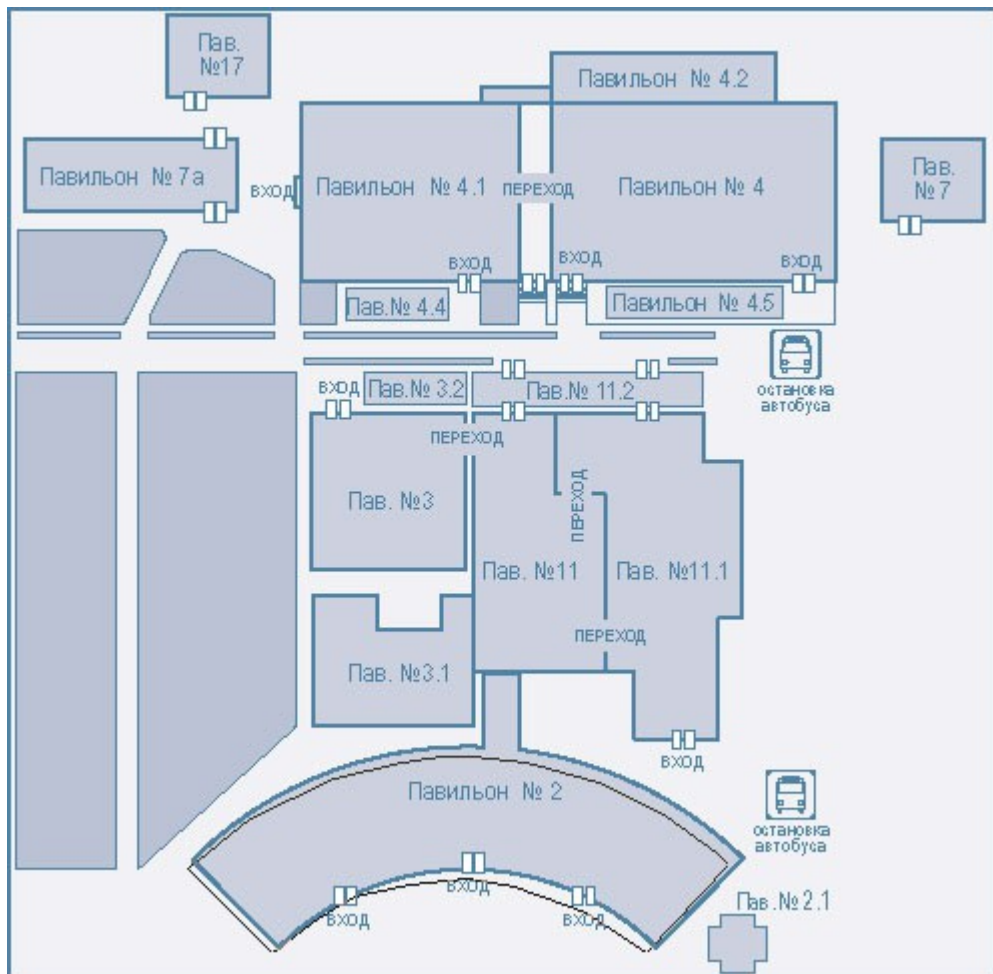 Пав.
№17
Павильон № 4.2
Павильон № 7а
ВХОД
Павильон № 4.1
ПЕРЕХОД
Павильон № 4
Пав.
№ 7
ВХОД
ВХОД
ВХОД
Пав.№ 4.4
Павильон № 4.5
ОСТАНОВКА
АВТОБУСА
ВХОД
Пав.№ 3.2
Пав.№ 11.2
ПЕРЕХОД
Пав. №3
ПЕРЕХОД
Пав. №11
Пав. №11.1
ПЕРЕХОД
Пав. №3.1
ВХОД
Павильон № 2
ОСТАНОВКА
АВТОБУСА
ВХОД
ВХОД
ВХОД
Пав.№ 2.1